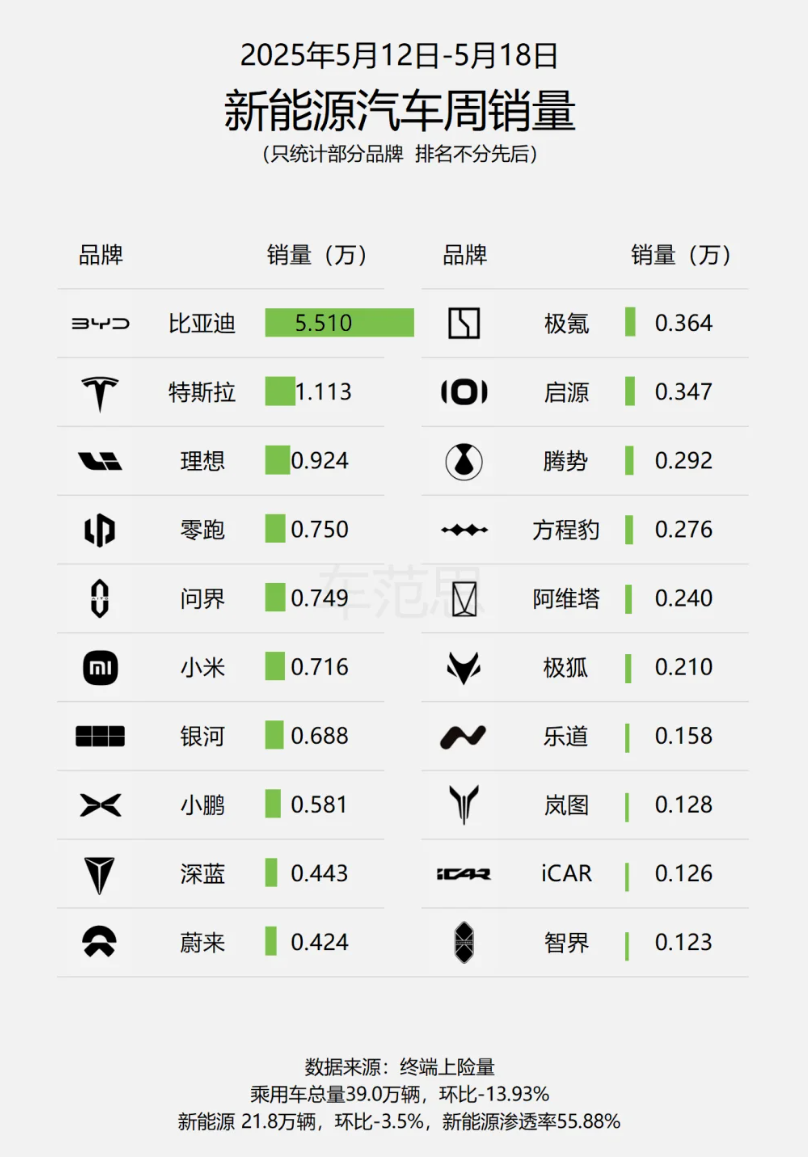 2025年5月12日-5月18日
新能源汽车周销量
(只统计部分品牌 排名不分先后)
品牌 销量（万） 品牌 销量（万）
BYD 比亚迪 5.510 极氪 0.364
特斯拉 1.113 启源 0.347
理想 0.924 腾势 0.292
零跑 0.750 方程豹 0.276
问界 0.749 阿维塔 0.240
mi 小米 0.716 极狐 0.210
银河 0.688 乐道 0.158
小鹏 0.581 岚图 0.128
深蓝 0.443 iCAR iCAR 0.126
蔚来 0.424 智界 0.123
车范思
数据来源：终端上险量
乘用车总量39.0万辆，环比-13.93%
新能源 21.8万辆，环比-3.5%，新能源渗透率55.88%